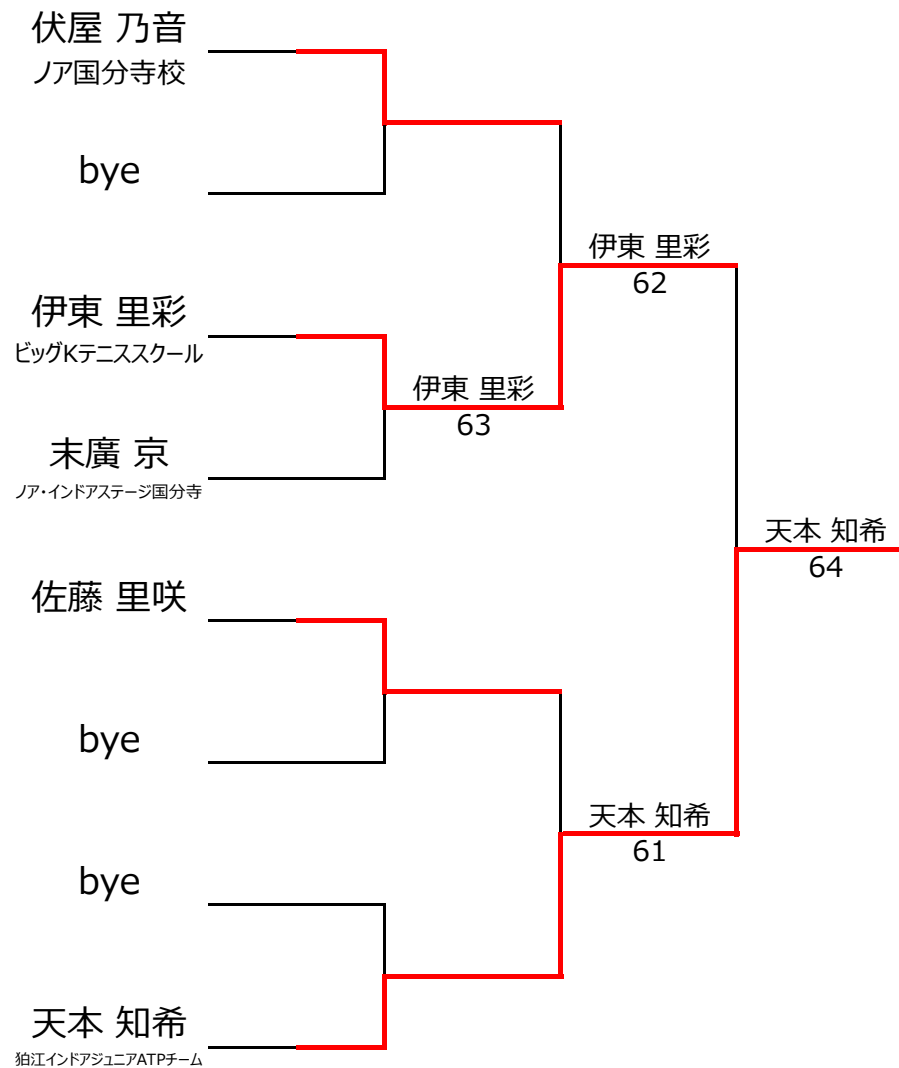 伏屋 乃音
ノア国分寺校
bye
伊東 里彩
62
伊東 里彩
ビッグKテニススクール
伊東 里彩
63
末廣 京
ノア・インドアステージ国分寺
天本 知希
64
佐藤 里咲
bye
天本 知希
61
bye
天本 知希
狛江インドアジュニアATPチーム